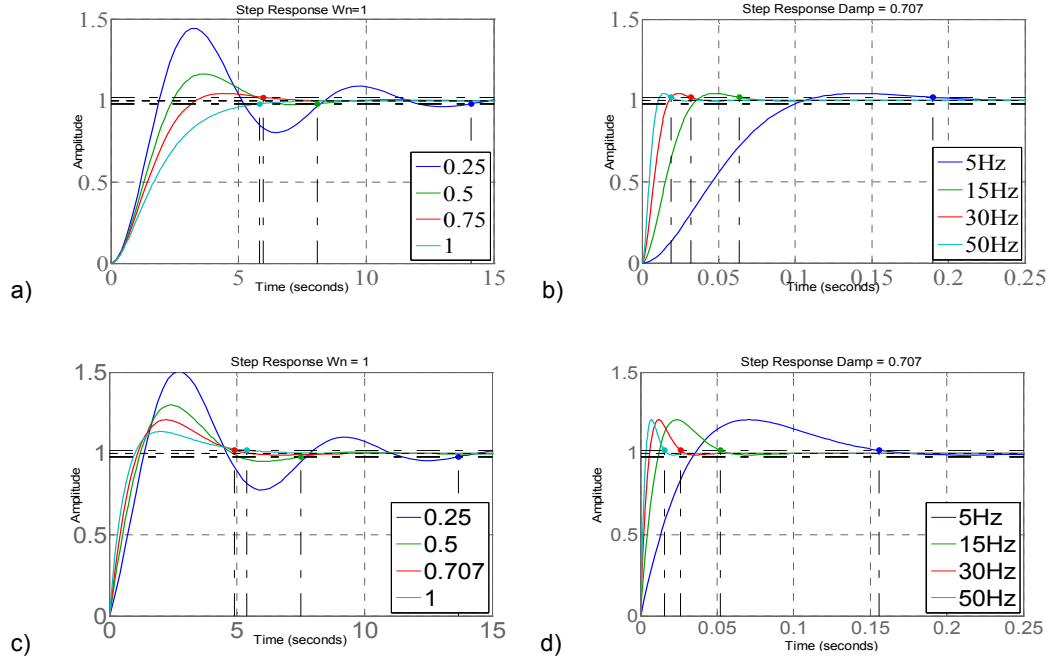 Step Response Wn=1
1.5
1
0.5
0
Amplitude
0.25
0.5
0.75
1
0
5
10
15
Time (seconds)
a)
Step Response Damp = 0.707
1.5
1
0.5
0
Amplitude
5Hz
15Hz
30Hz
50Hz
0
0.05
0.1
0.15
0.2
0.25
Time (seconds)
b)
Step Response Wn = 1
1.5
1
0.5
0
Amplitude
0.25
0.5
0.707
1
0
5
10
15
Time (seconds)
c)
Step Response Damp = 0.707
1.5
1
0.5
0
Amplitude
5Hz
15Hz
30Hz
50Hz
0
0.05
0.1
0.15
0.2
0.25
Time (seconds)
d)